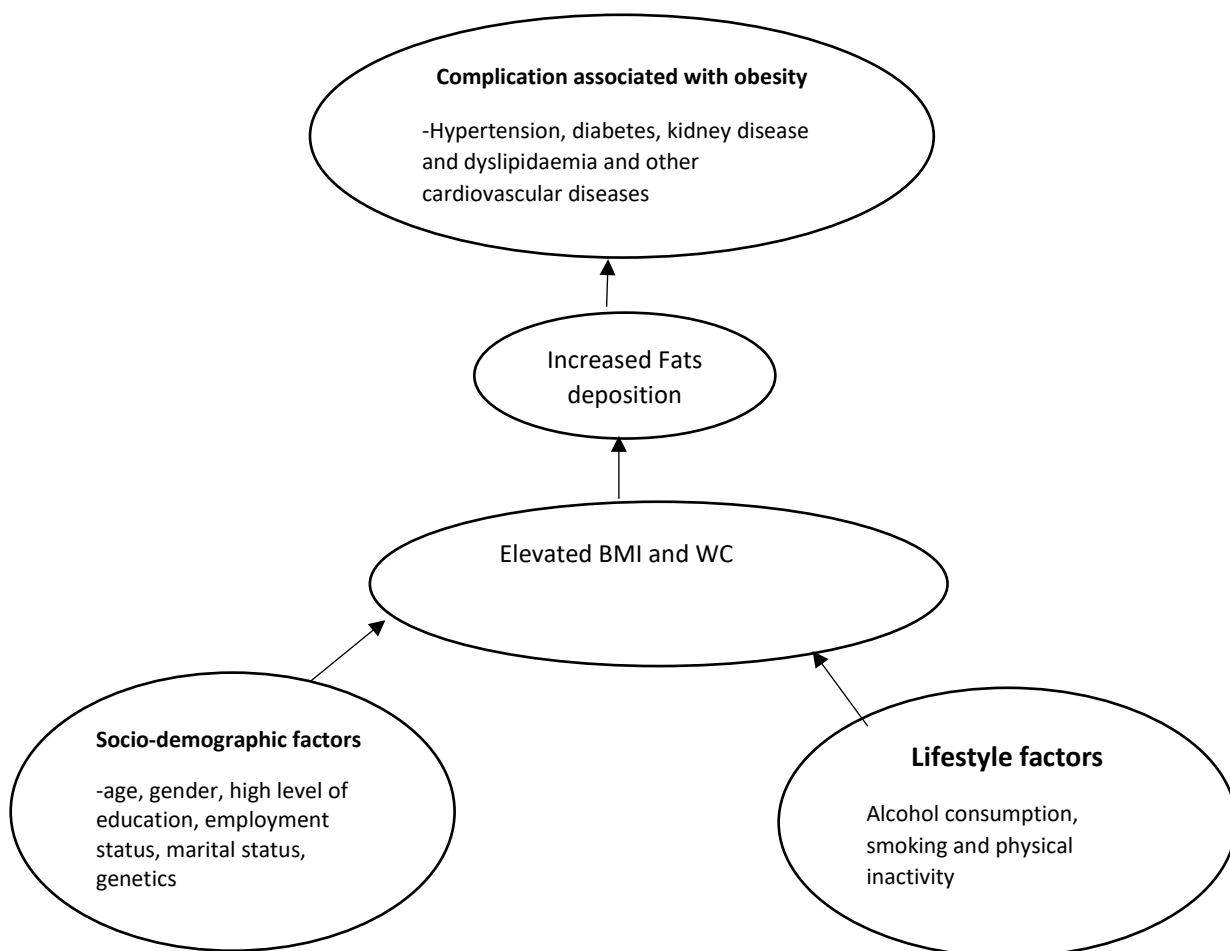 Complication associated with obesity
-Hypertension, diabetes, kidney disease
and dyslipidaemia and other
cardiovascular diseases
Increased Fats
deposition
Elevated BMI and WC
Socio-demographic factors
-age, gender, high level of
education, employment
status, marital status,
genetics
Lifestyle factors
Alcohol consumption,
smoking and physical
inactivity